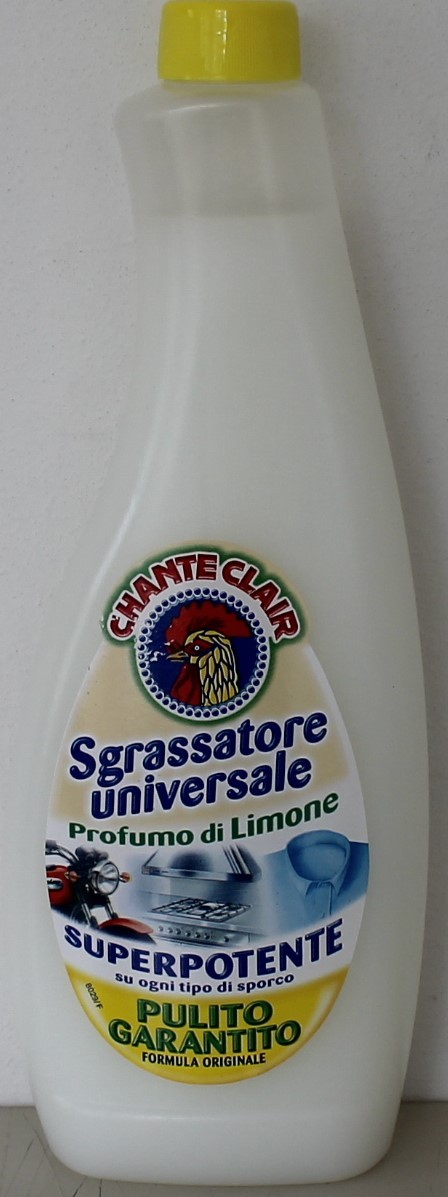 CHANTE CLAIR
Sgrassatore
universale
Profumo di Limone
SUPERPOTENTE
su ogni tipo di sporco
PULITO
GARANTITO
FORMULA ORIGINALE